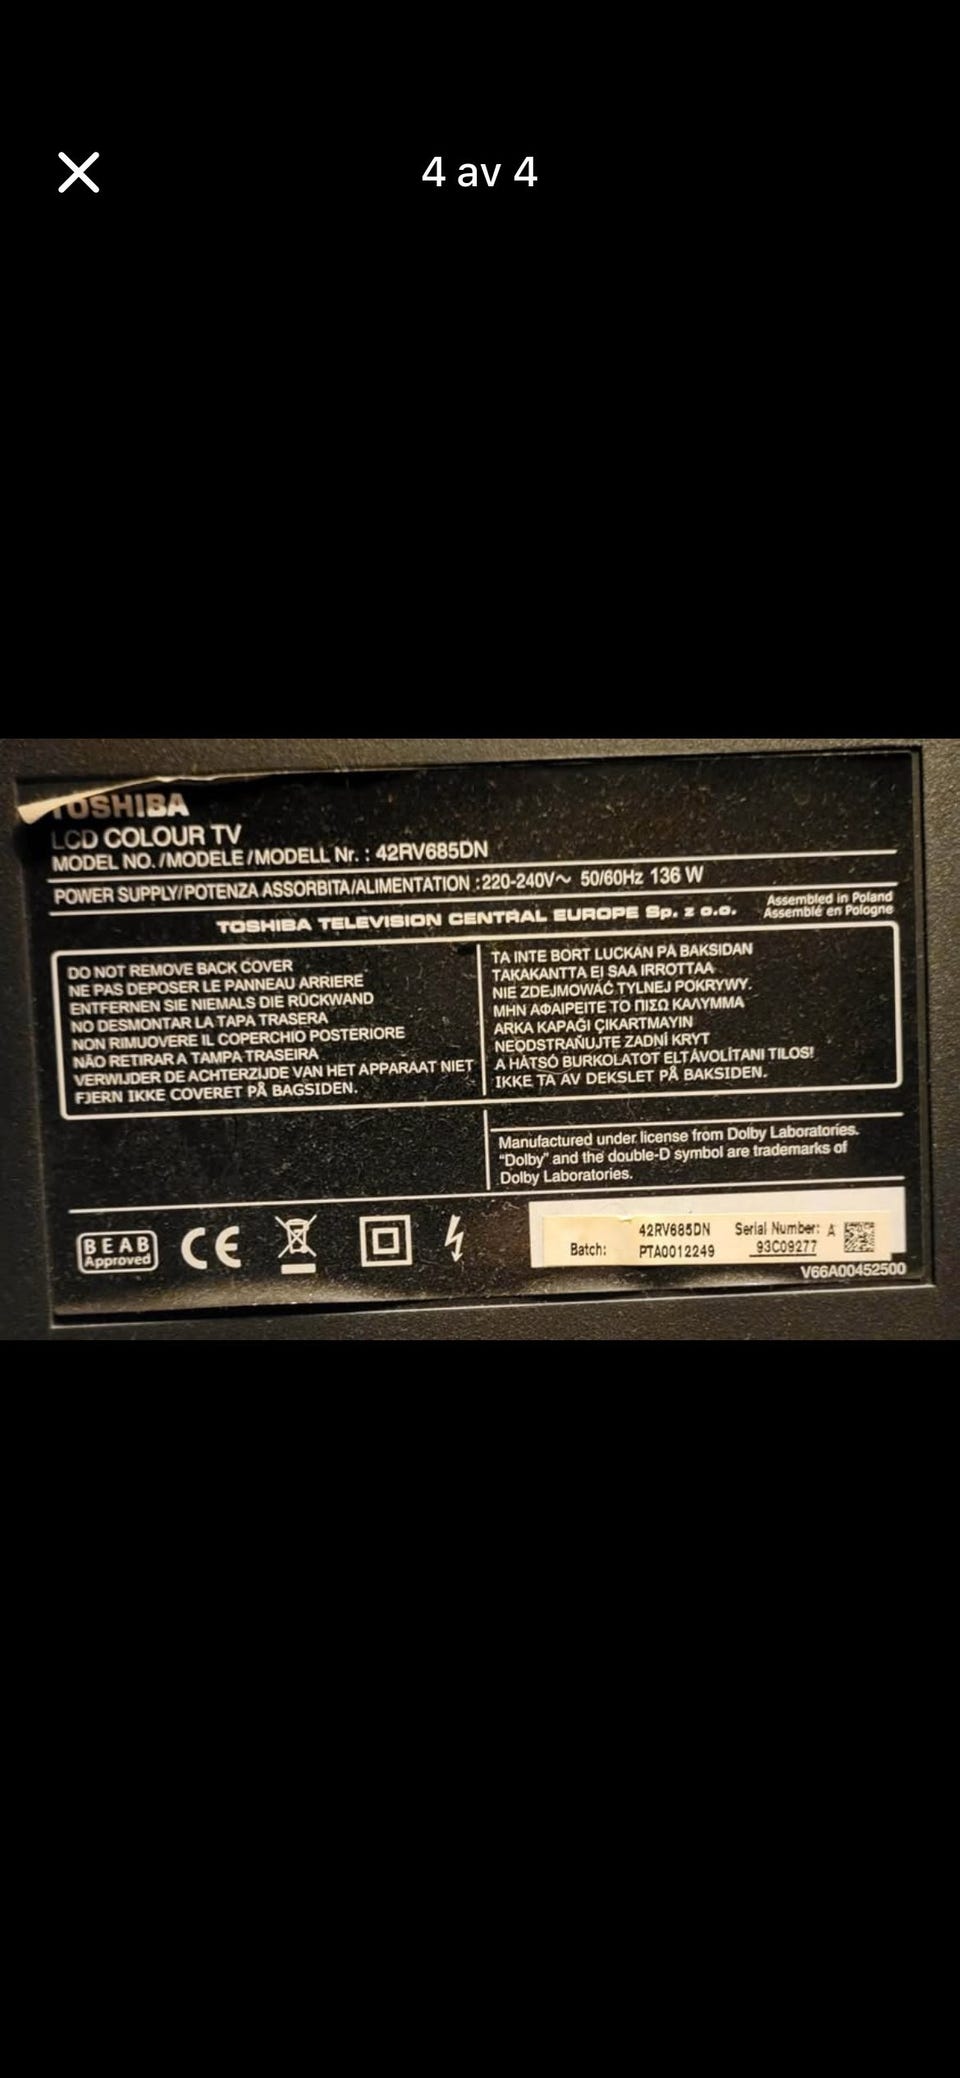 4 av 4
TOSHIBA
LCD COLOUR TV
MODEL NO./MODELE/MODELL Nr. : 42RV685DN
POWER SUPPLY/POTENZA ASSORBITA/ALIMENTATION :220-240V~ 50/60Hz 136 W
TOSHIBA TELEVISION CENTRAL EUROPE Sp. z o.o.
Assembled in Poland
Assemblé en Pologne
DO NOT REMOVE BACK COVER
NE PAS DEPOSER LE PANNEAU ARRIERE
ENTFERNEN SIE NIEMALS DIE RÜCKWAND
NO DESMONTAR LA TAPA TRASERA
NON RIMUOVERE IL COPERCHIO POSTERIORE
NÃO RETIRAR A TAMPA TRASEIRA
VERWIJDER DE ACHTERZIJDE VAN HET APPARAAT NIET
FJERN IKKE COVERET PÅ BAGSIDEN.
TA INTE BORT LUCKAN PÅ BAKSIDAN
TAKAKANTTA EI SAA IRROTTAA
NIE ZDEJMOWAĆ TYLNEJ POKRYWY.
ΜΗΝ ΑΦΑΙΡΕΙΤΕ ΤΟ ΠΙΣΩ ΚΑΛΥΜΜΑ
ARKA KAPAĞI ÇIKARTMAYIN
NEODSTRAŇUJTE ZADNÍ KRYT
A HÁTSÓ BURKOLATOT ELTÁVOLÍTANI TILOS!
IKKE TA AV DEKSLET PÅ BAKSIDEN.
Manufactured under license from Dolby Laboratories.
"Dolby" and the double-D symbol are trademarks of
Dolby Laboratories.
BEAB
Approved
CE
42RV685DN Serial Number: A
Batch: PTA0012249 93C09277
V66A00452500